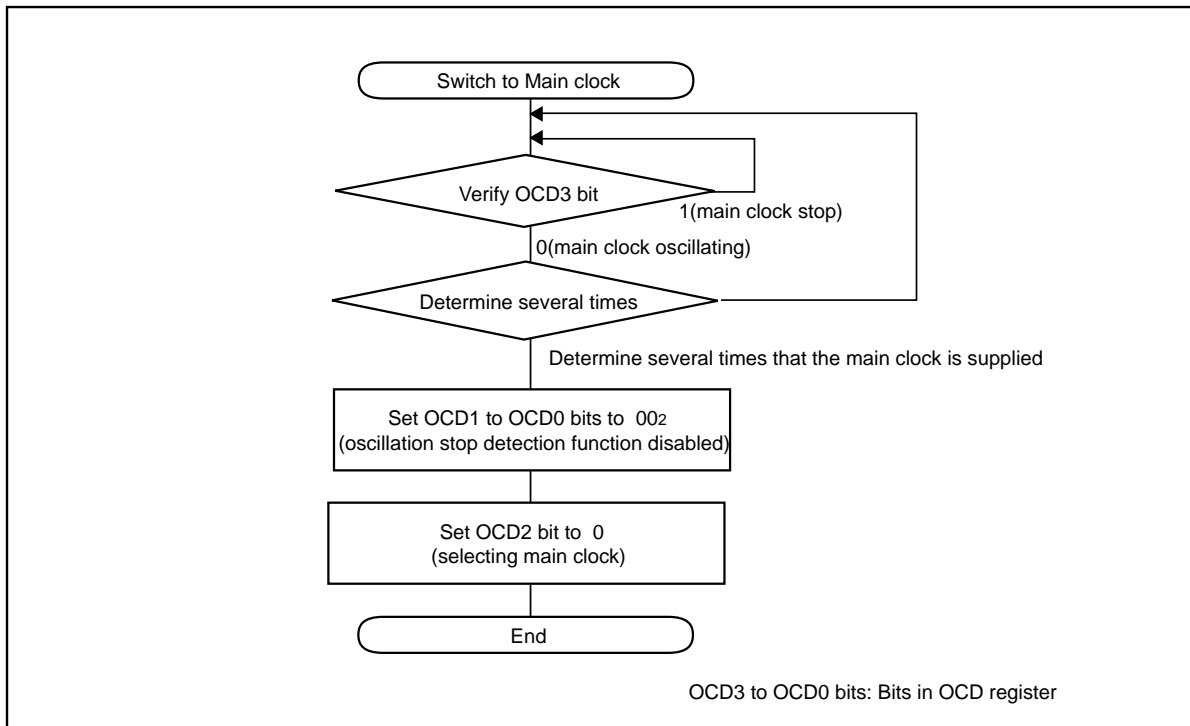 Switch to Main clock
Verify OCD3 bit
1(main clock stop)
0(main clock oscillating)
Determine several times
Determine several times that the main clock is supplied
Set OCD1 to OCD0 bits to 002
(oscillation stop detection function disabled)
Set OCD2 bit to 0
(selecting main clock)
End
OCD3 to OCD0 bits: Bits in OCD register